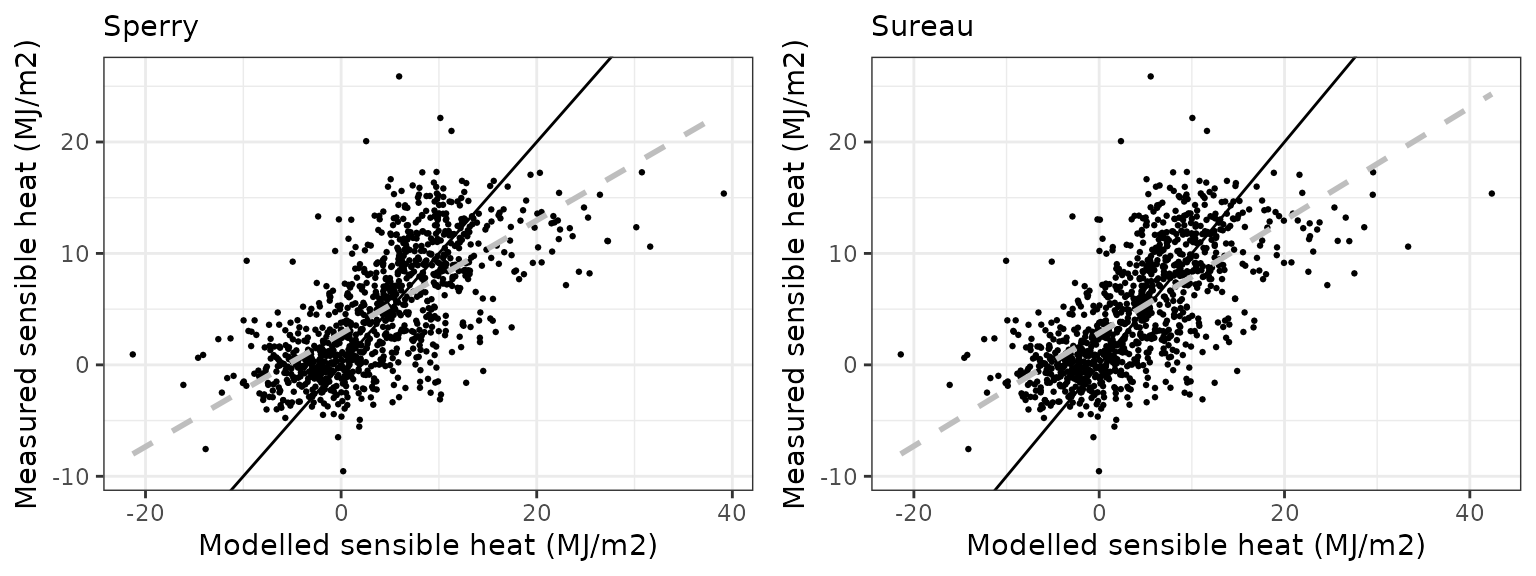 Sperry
Measured sensible heat (MJ/m2)
20
10
0
-10
-20 0 20 40
Modelled sensible heat (MJ/m2)
Sureau
Measured sensible heat (MJ/m2)
20
10
0
-10
-20 0 20 40
Modelled sensible heat (MJ/m2)